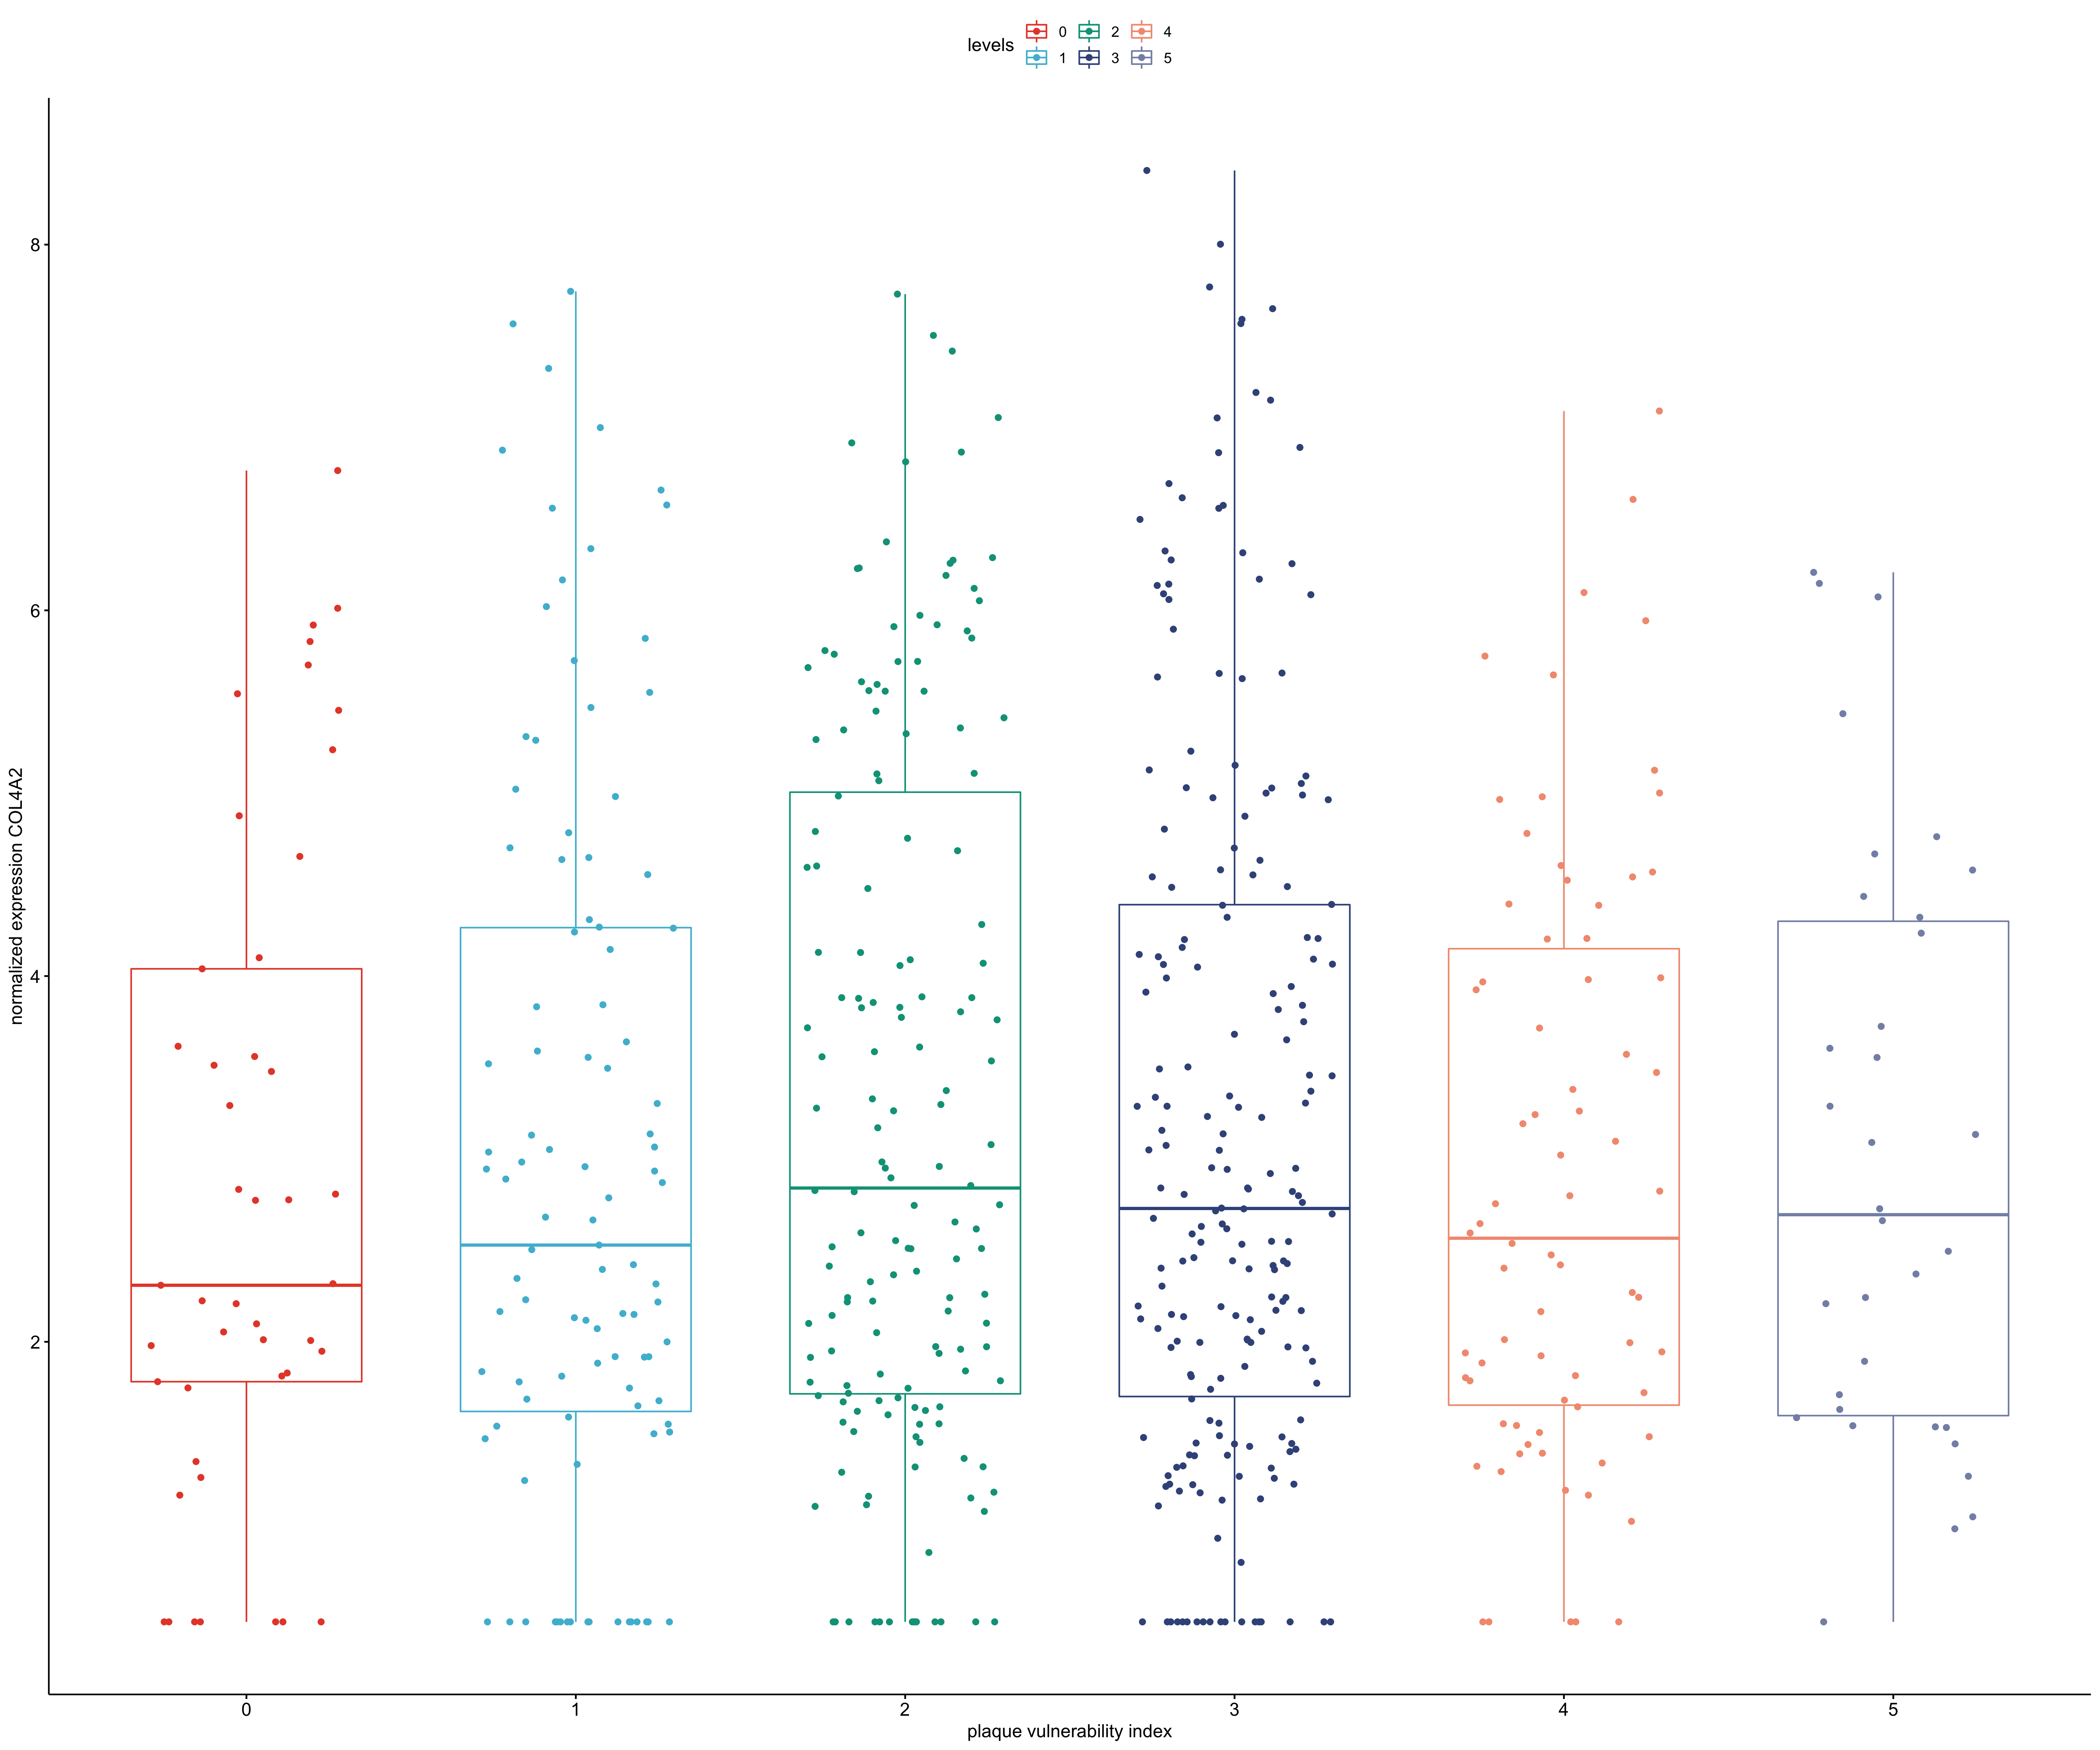 levels 0 2 4
1 3 5
8
6
4
2
normalized expression COL4A2
0 1 2 3 4 5
plaque vulnerability index